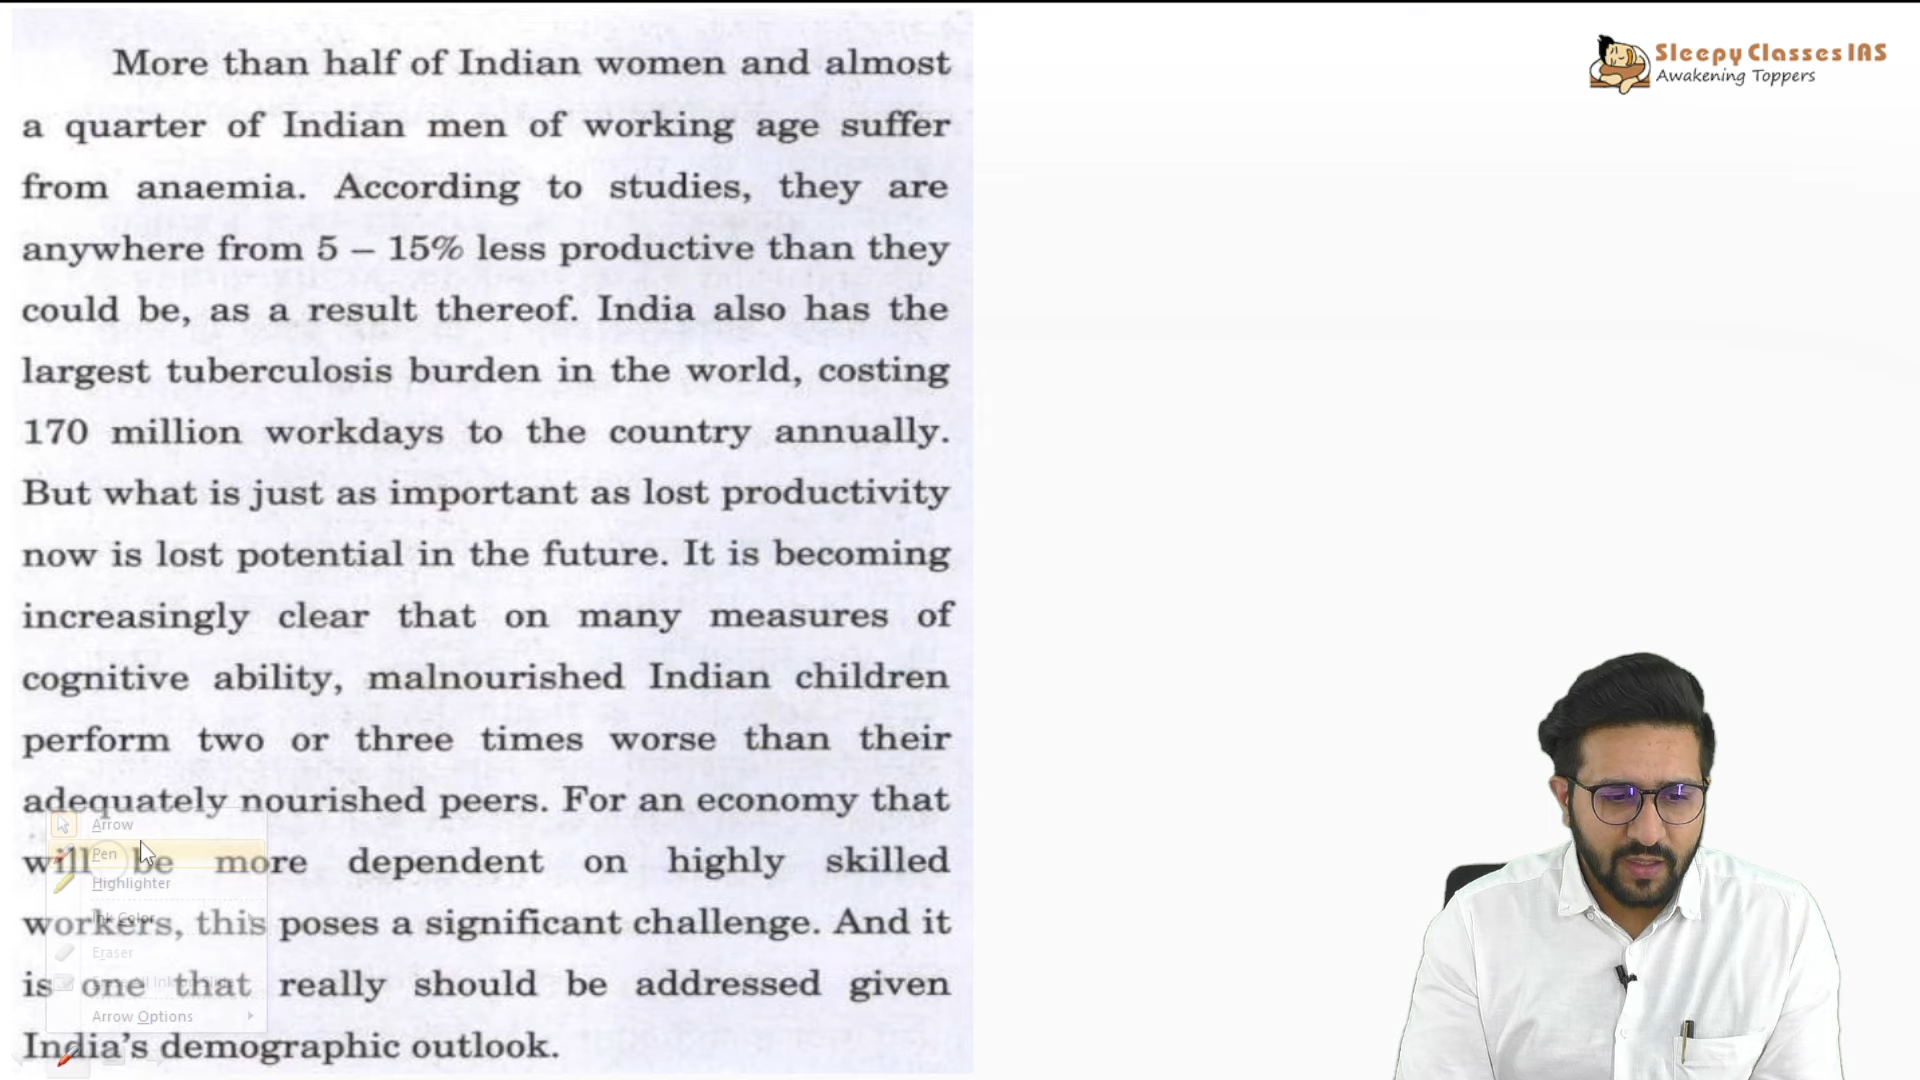 More than half of Indian women and almost
a quarter of Indian men of working age suffer
from anaemia. According to studies, they are
anywhere from 5 – 15% less productive than they
could be, as a result thereof. India also has the
largest tuberculosis burden in the world, costing
170 million workdays to the country annually.
But what is just as important as lost productivity
now is lost potential in the future. It is becoming
increasingly clear that on many measures of
cognitive ability, malnourished Indian children
perform two or three times worse than their
adequately nourished peers. For an economy that
will be more dependent on highly skilled
workers, this poses a significant challenge. And it
is one that really should be addressed given
India's demographic outlook.
Arrow
Pen
Highlighter
Ink Color
Eraser
Arrow Options
Sleepy Classes IAS
Awakening Toppers